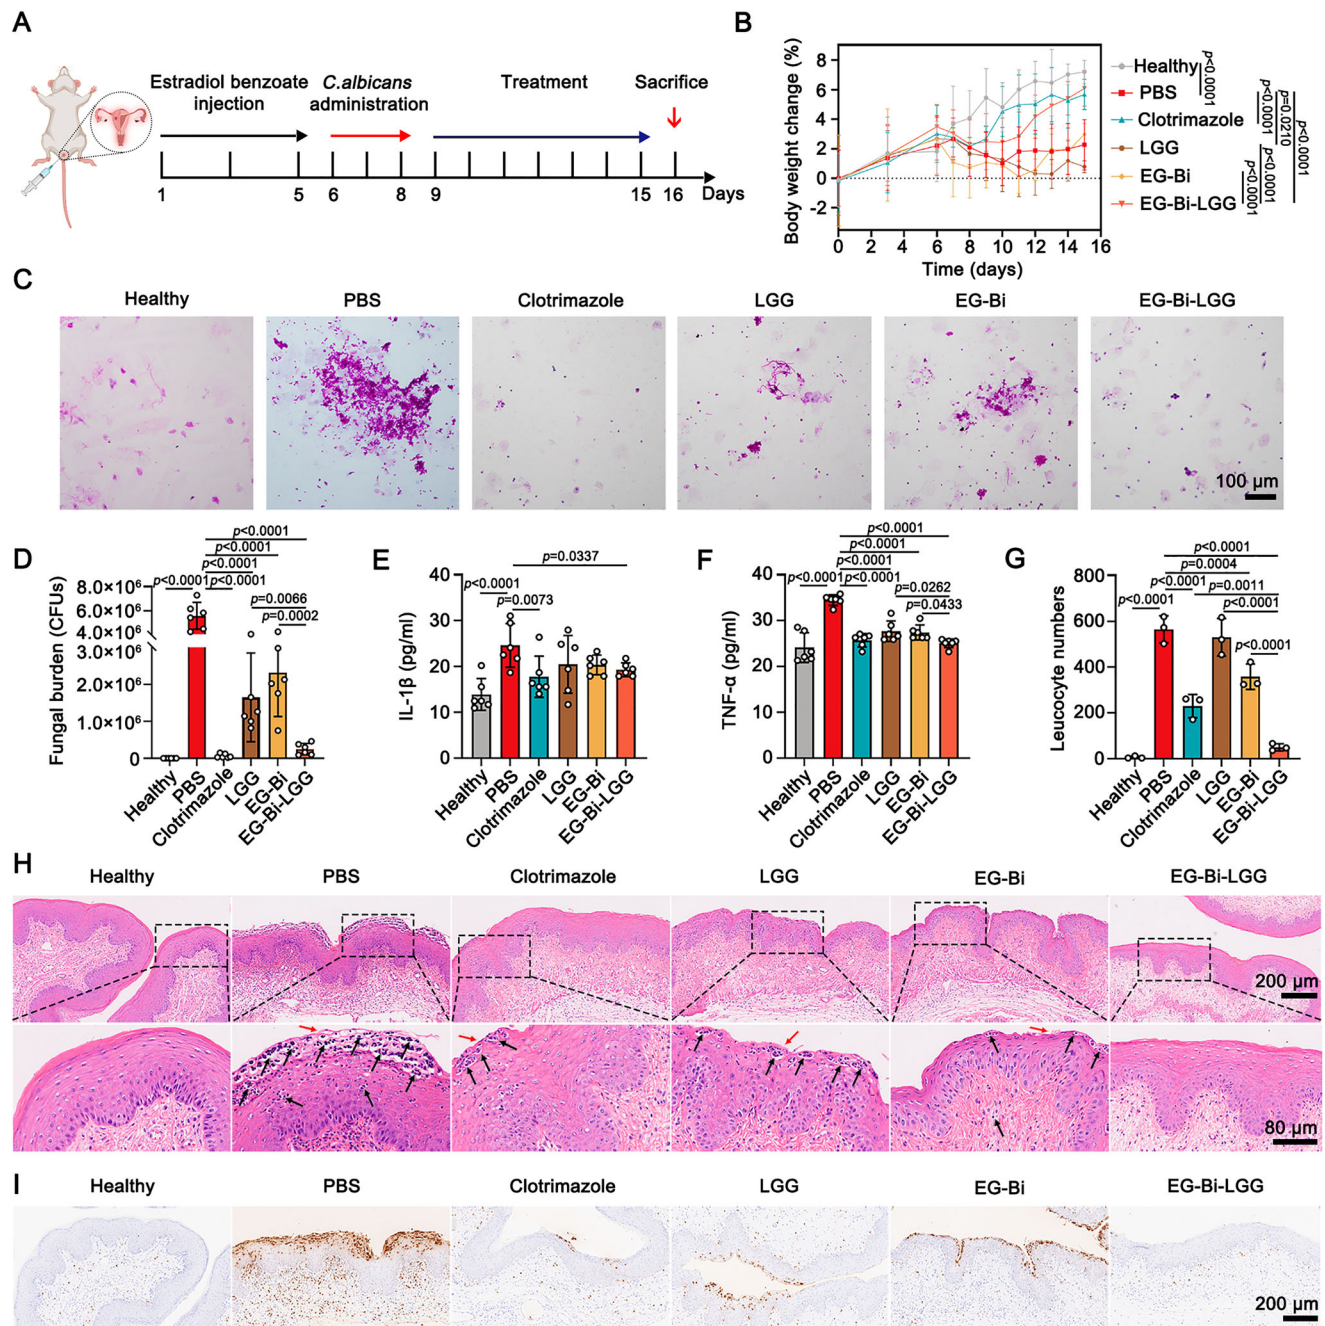 A
Estradiol benzoate
injection
C.albicans
administration
Treatment
Sacrifice
1 5 6 8 9 15 16 Days
B
Body weight change (%)
8
6
4
2
0
-2
0 2 4 6 8 10 12 14 16
Time (days)
Healthy
PBS
Clotrimazole
LGG
EG-Bi
EG-Bi-LGG
p<0.0001
p<0.0001
p=0.0210
p<0.0001
p<0.0001
p<0.0001
C
Healthy PBS Clotrimazole LGG EG-Bi EG-Bi-LGG
100 μm
D
Fungal burden (CFUs)
8.0×10⁶
6.0×10⁶
4.0×10⁶
3.0×10⁶
2.0×10⁶
1.0×10⁶
0
p<0.0001
p<0.0001
p<0.0001
p<0.0001 p<0.0001
p=0.0066
p=0.0002
Healthy
PBS
Clotrimazole
LGG
EG-Bi
EG-Bi-LGG
E
IL-1β (pg/ml)
40
30
20
10
0
p=0.0337
p<0.0001
p=0.0073
Healthy
PBS
Clotrimazole
LGG
EG-Bi
EG-Bi-LGG
F
TNF-α (pg/ml)
40
30
20
10
0
p<0.0001
p<0.0001
p<0.0001
p<0.0001 p<0.0001
p=0.0262
p=0.0433
Healthy
PBS
Clotrimazole
LGG
EG-Bi
EG-Bi-LGG
G
Leucocyte numbers
800
600
400
200
0
p<0.0001
p=0.0004
p<0.0001 p=0.0011
p<0.0001 p<0.0001
p<0.0001
Healthy
PBS
Clotrimazole
LGG
EG-Bi
EG-Bi-LGG
H
Healthy PBS Clotrimazole LGG EG-Bi EG-Bi-LGG
200 μm
80 μm
I
Healthy PBS Clotrimazole LGG EG-Bi EG-Bi-LGG
200 μm